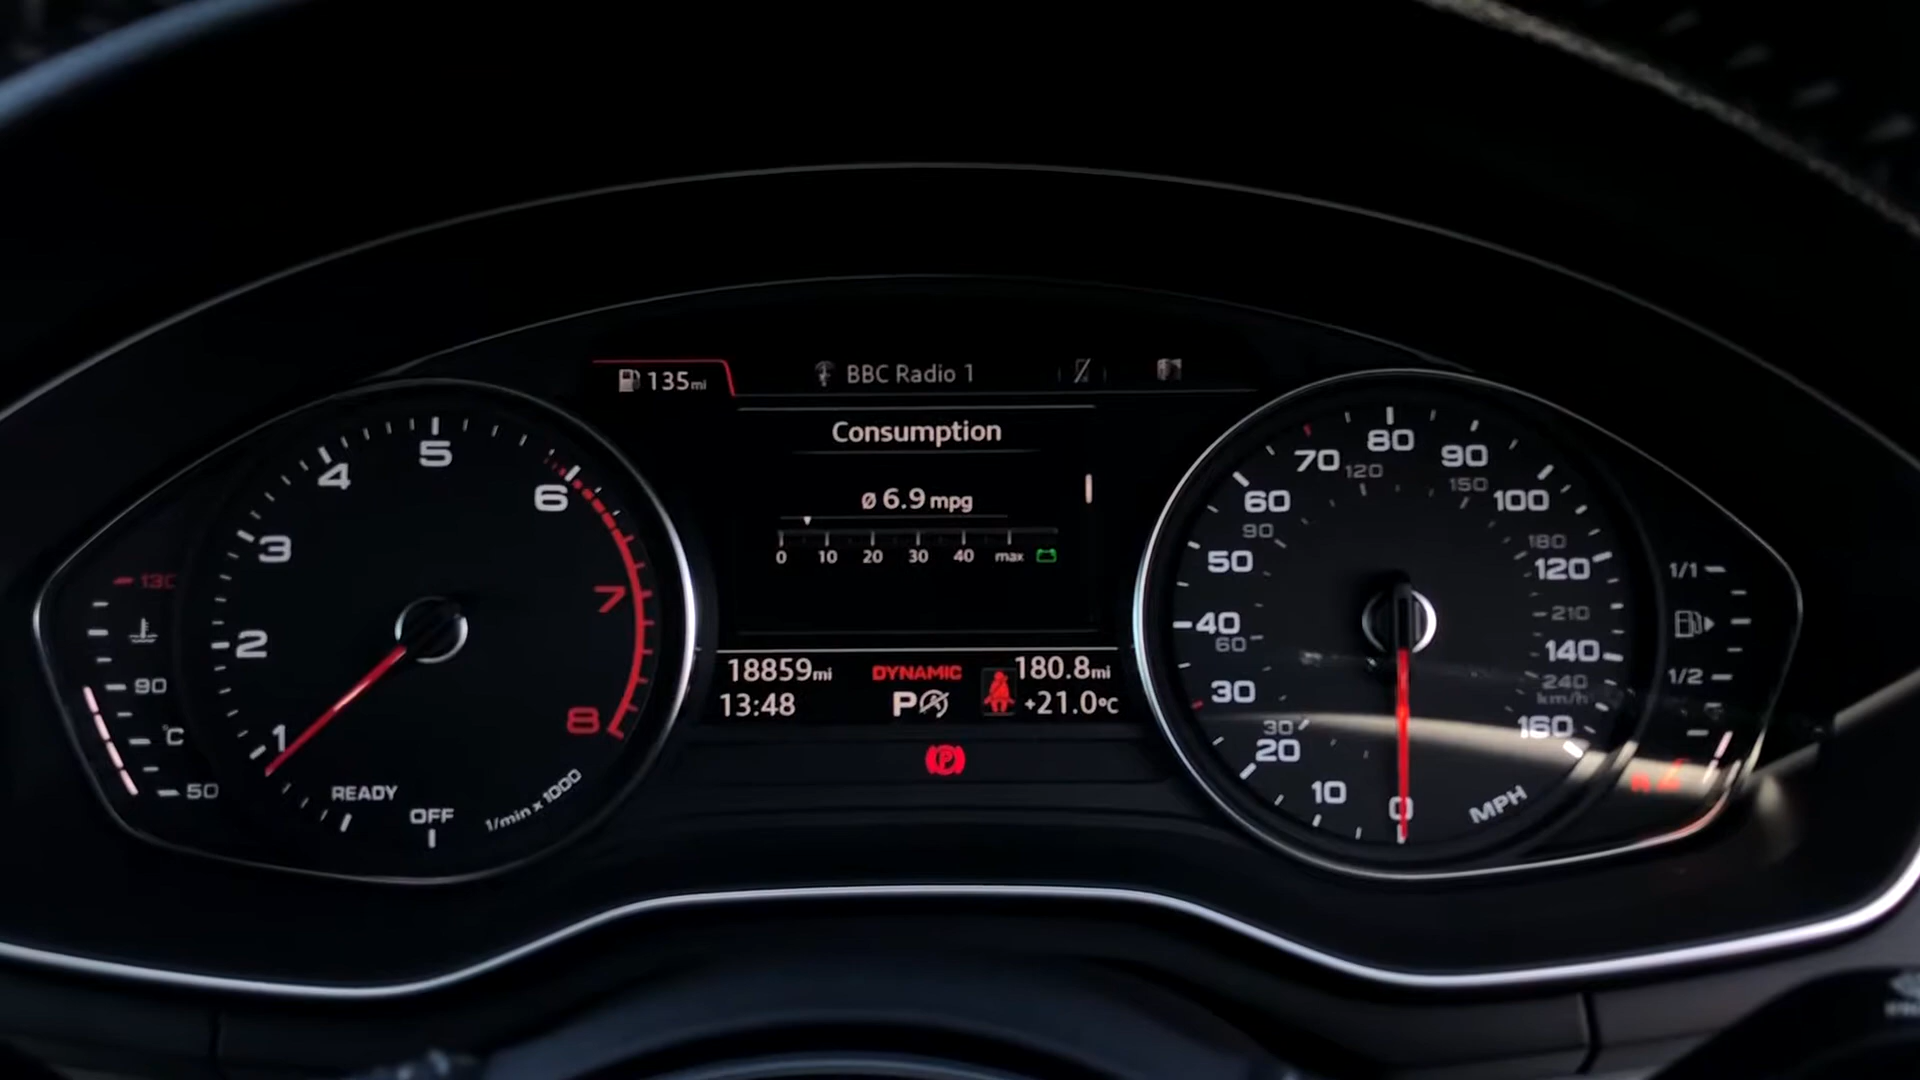 135mi
BBC Radio 1
Consumption
ø 6.9 mpg
0 10 20 30 40 max
18859mi DYNAMIC 180.8mi
13:48 P +21.0°C
P
1 2 3 4 5 6 7 8
READY
OFF
1/min x 1000
130
90
°C
50
0 10 20 30 40 50 60 70 80 90 100 120 140 160
MPH
30 60 90 120 150 180 210 240
km/h
1/1
1/2